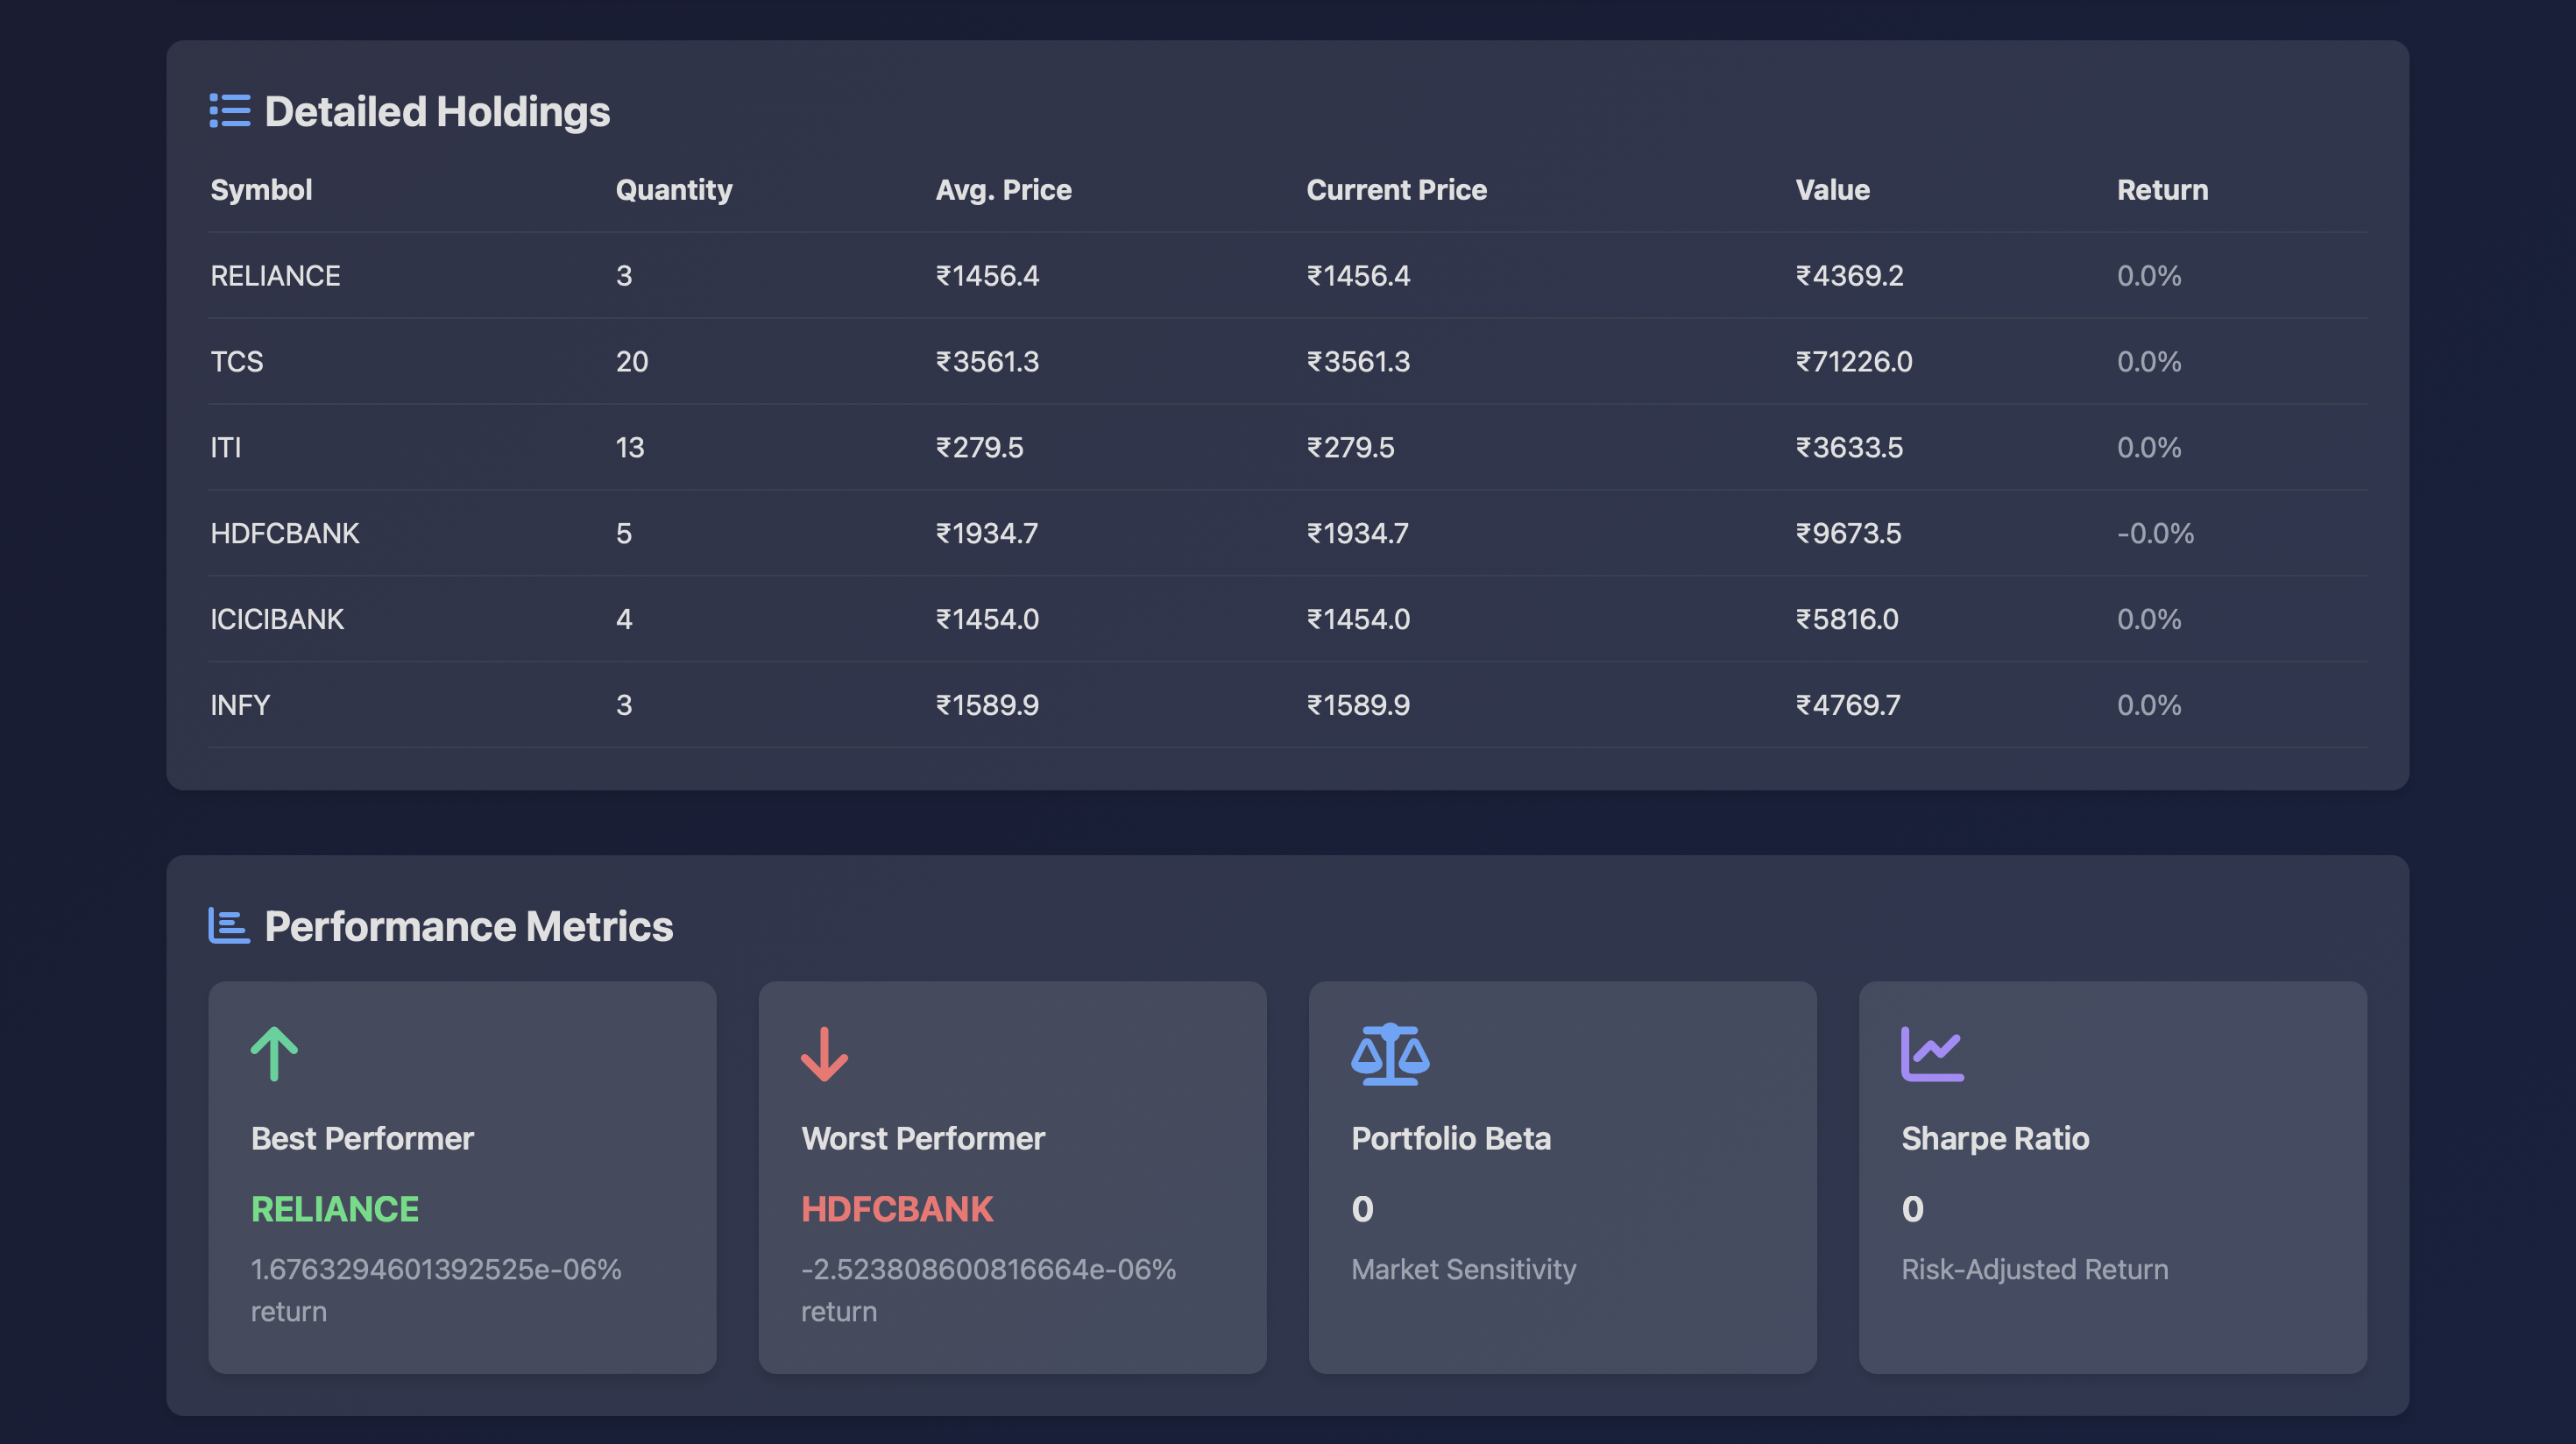 Detailed Holdings
Symbol Quantity Avg. Price Current Price Value Return
RELIANCE 3 ₹1456.4 ₹1456.4 ₹4369.2 0.0%
TCS 20 ₹3561.3 ₹3561.3 ₹71226.0 0.0%
ITI 13 ₹279.5 ₹279.5 ₹3633.5 0.0%
HDFCBANK 5 ₹1934.7 ₹1934.7 ₹9673.5 -0.0%
ICICIBANK 4 ₹1454.0 ₹1454.0 ₹5816.0 0.0%
INFY 3 ₹1589.9 ₹1589.9 ₹4769.7 0.0%
Performance Metrics
Best Performer
RELIANCE
1.6763294601392525e-06%
return
Worst Performer
HDFCBANK
-2.523808600816664e-06%
return
Portfolio Beta
0
Market Sensitivity
Sharpe Ratio
0
Risk-Adjusted Return